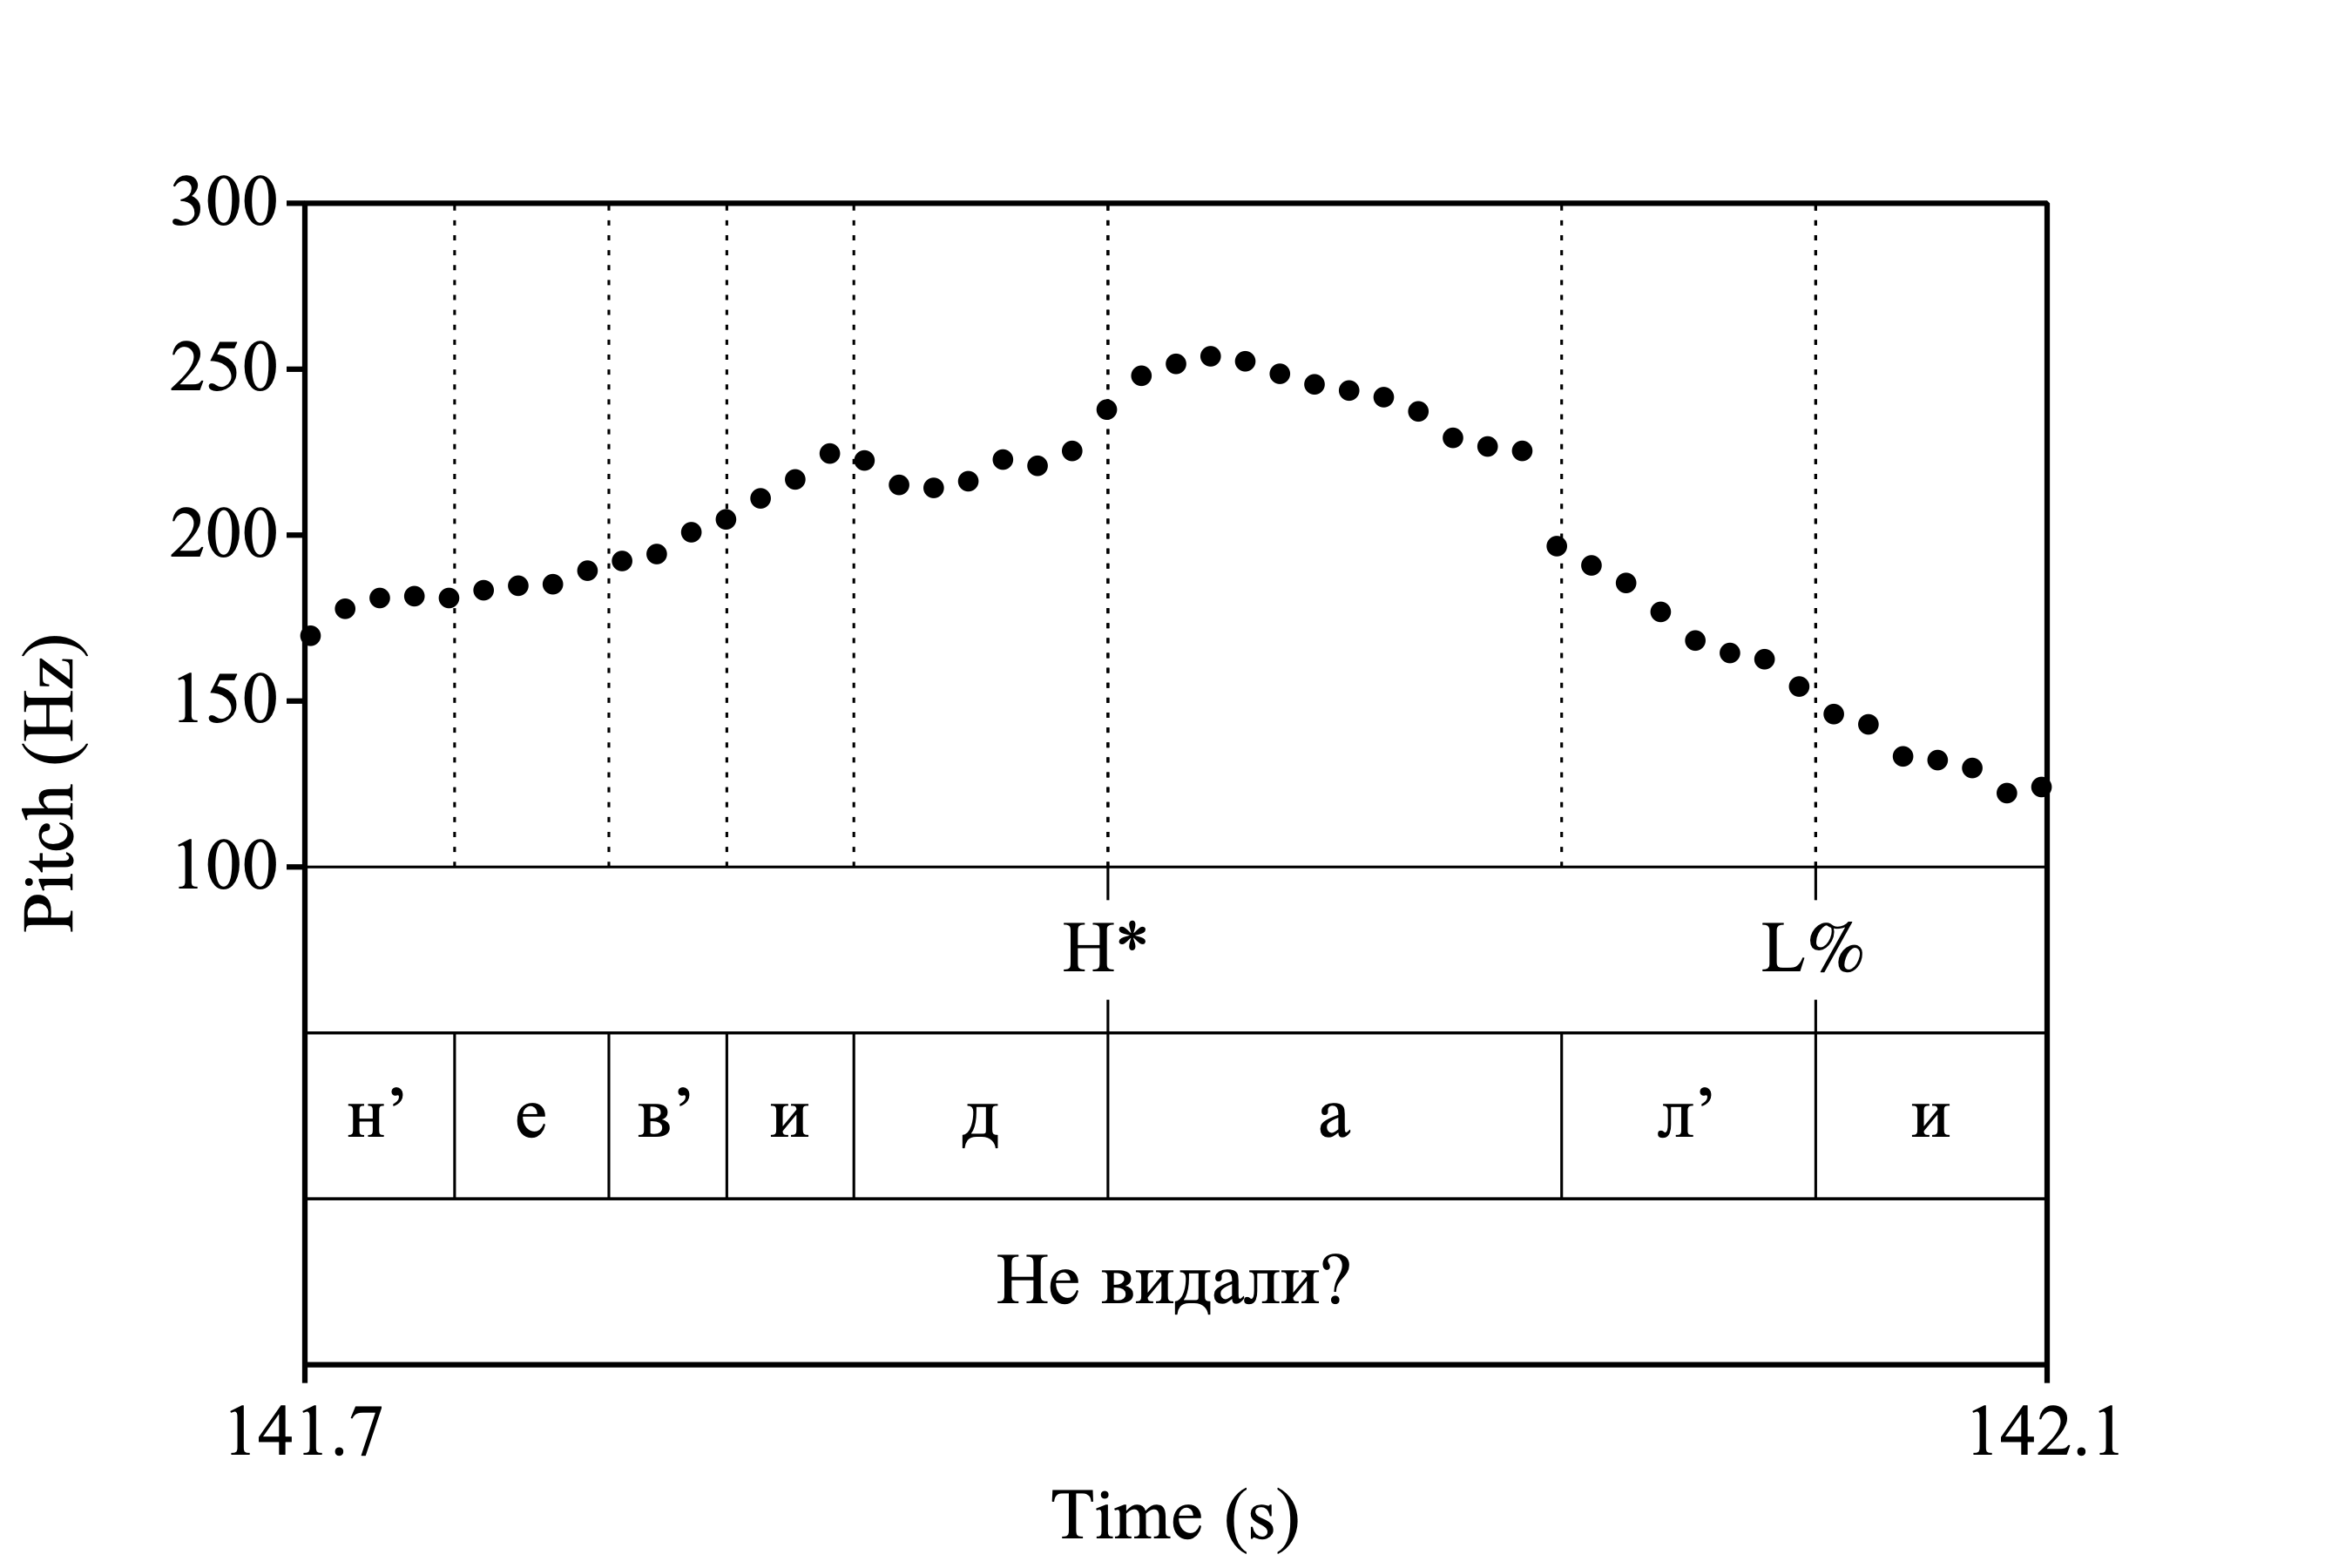 300
250
200
150
100
Pitch (Hz)
H* L%
н’ е в’ и д а л’ и
Не видали?
141.7 142.1
Time (s)